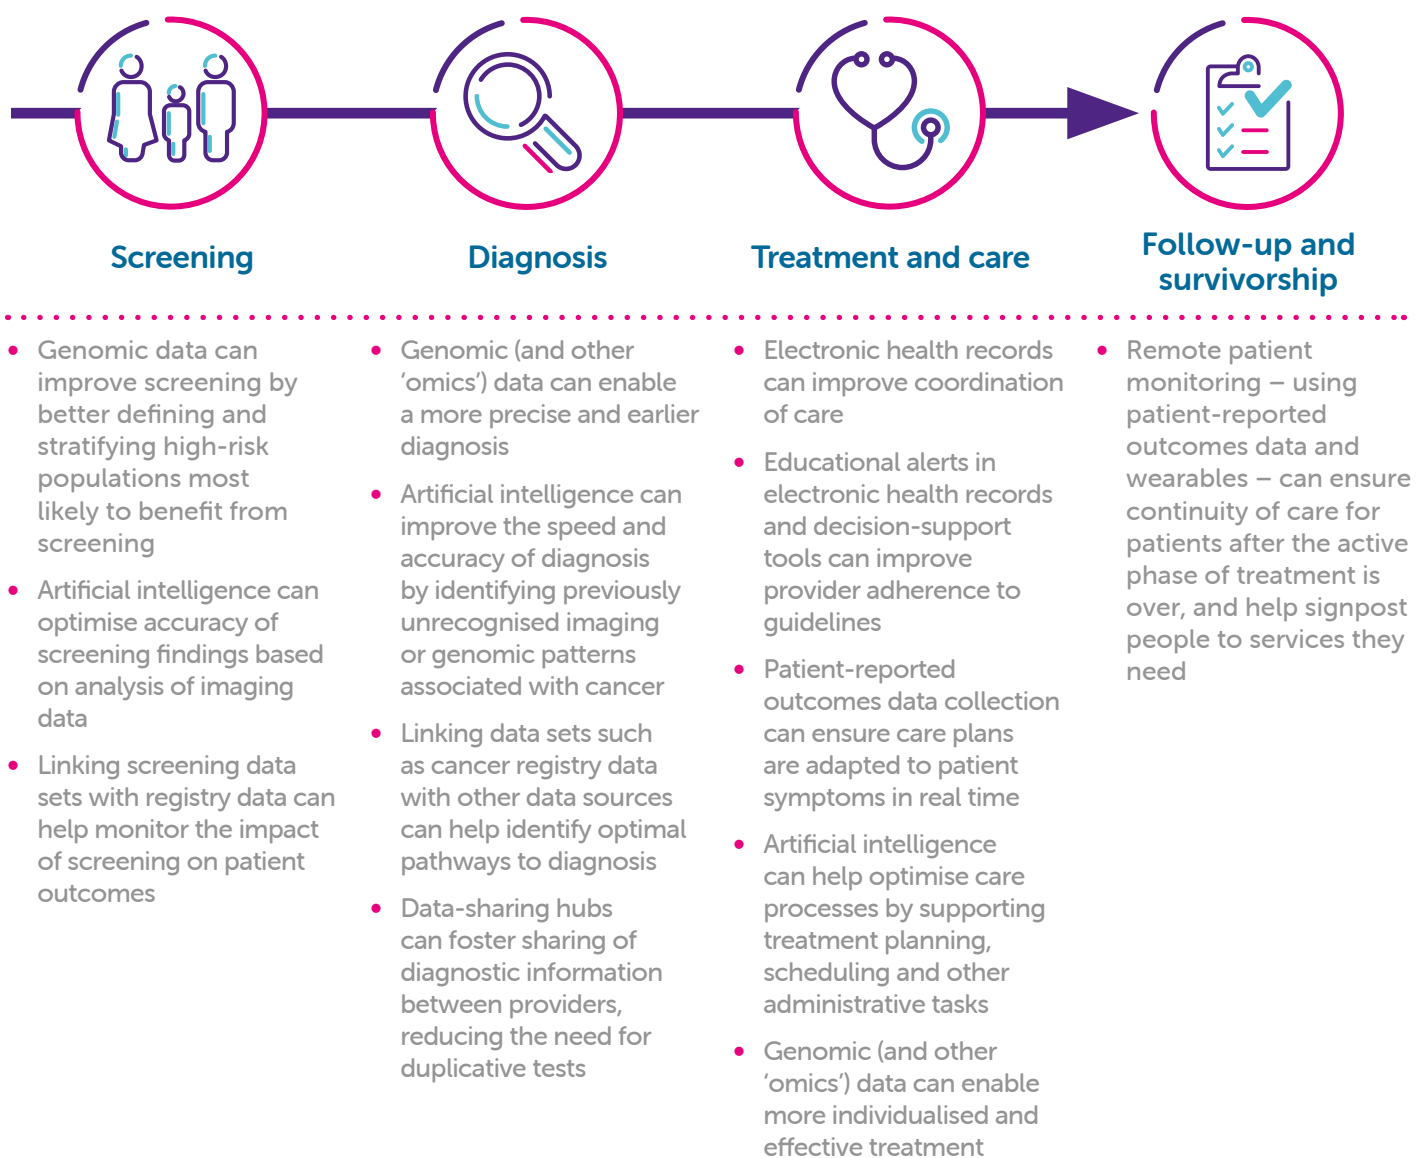 Screening
Diagnosis
Treatment and care
Follow-up and
survivorship
• Genomic data can
improve screening by
better defining and
stratifying high-risk
populations most
likely to benefit from
screening
• Artificial intelligence can
optimise accuracy of
screening findings based
on analysis of imaging
data
• Linking screening data
sets with registry data can
help monitor the impact
of screening on patient
outcomes
• Genomic (and other
‘omics’) data can enable
a more precise and earlier
diagnosis
• Artificial intelligence can
improve the speed and
accuracy of diagnosis
by identifying previously
unrecognised imaging
or genomic patterns
associated with cancer
• Linking data sets such
as cancer registry data
with other data sources
can help identify optimal
pathways to diagnosis
• Data-sharing hubs
can foster sharing of
diagnostic information
between providers,
reducing the need for
duplicative tests
• Electronic health records
can improve coordination
of care
• Educational alerts in
electronic health records
and decision-support
tools can improve
provider adherence to
guidelines
• Patient-reported
outcomes data collection
can ensure care plans
are adapted to patient
symptoms in real time
• Artificial intelligence
can help optimise care
processes by supporting
treatment planning,
scheduling and other
administrative tasks
• Genomic (and other
‘omics’) data can enable
more individualised and
effective treatment
• Remote patient
monitoring – using
patient-reported
outcomes data and
wearables – can ensure
continuity of care for
patients after the active
phase of treatment is
over, and help signpost
people to services they
need